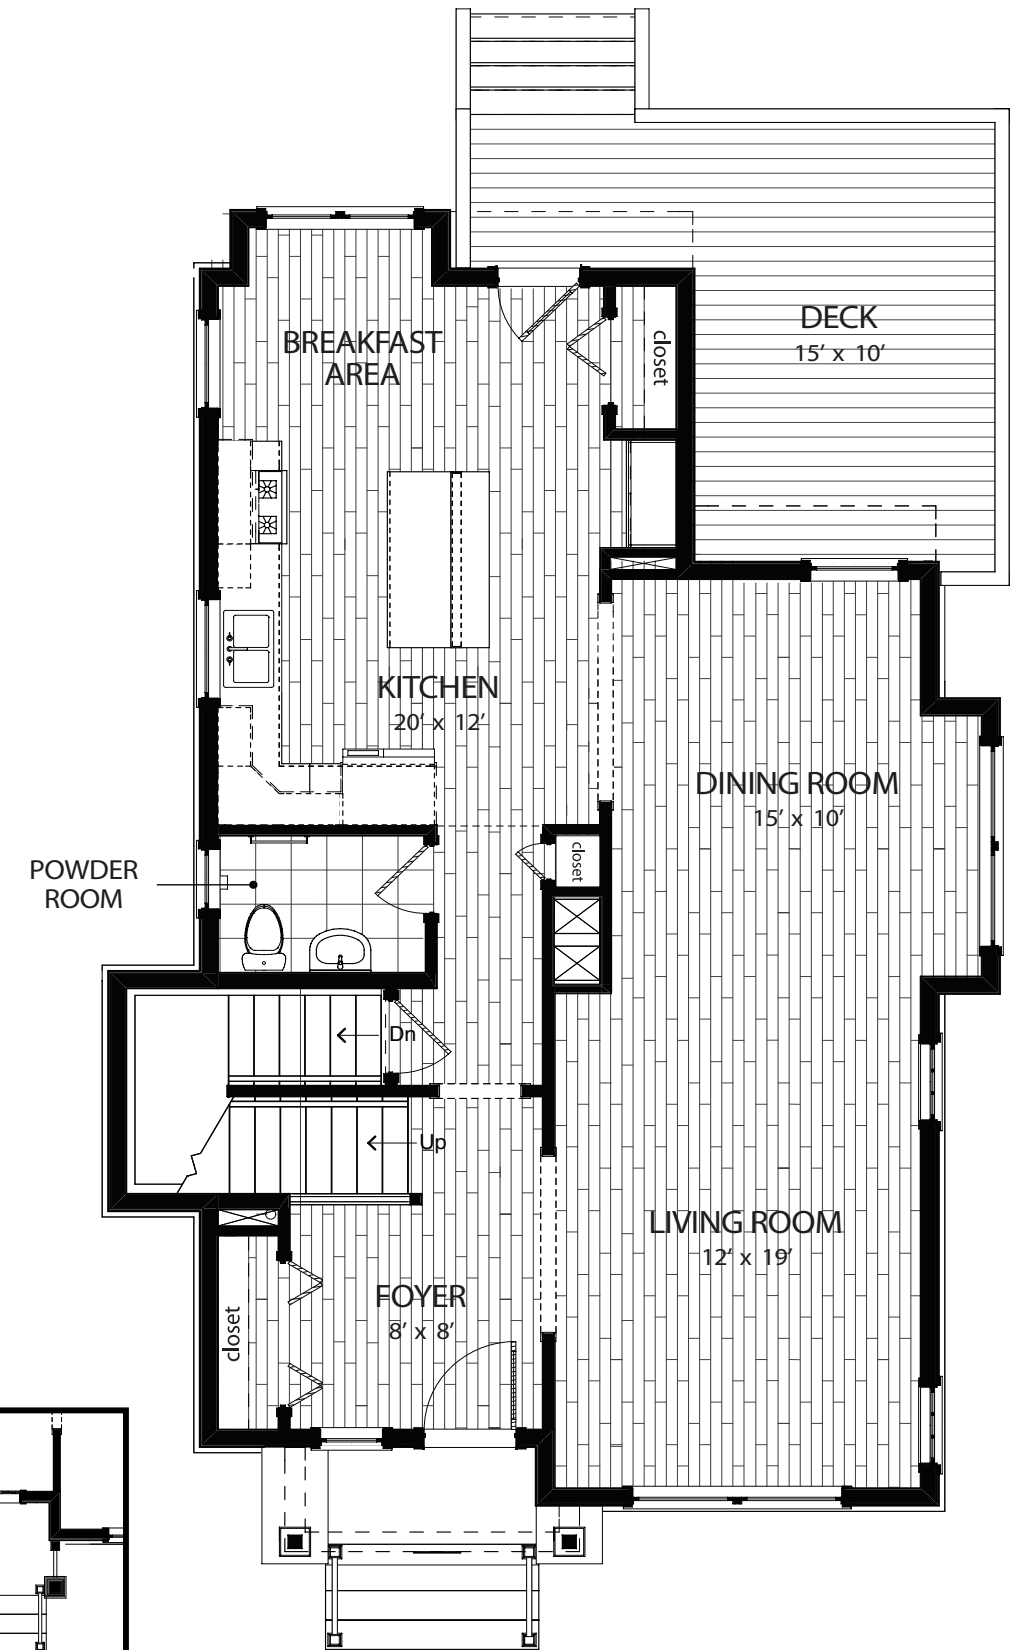 DECK
15' x 10'
BREAKFAST
AREA
closet
KITCHEN
20' x 12'
DINING ROOM
15' x 10'
closet
POWDER
ROOM
Dn
Up
LIVING ROOM
12' x 19'
FOYER
8' x 8'
closet